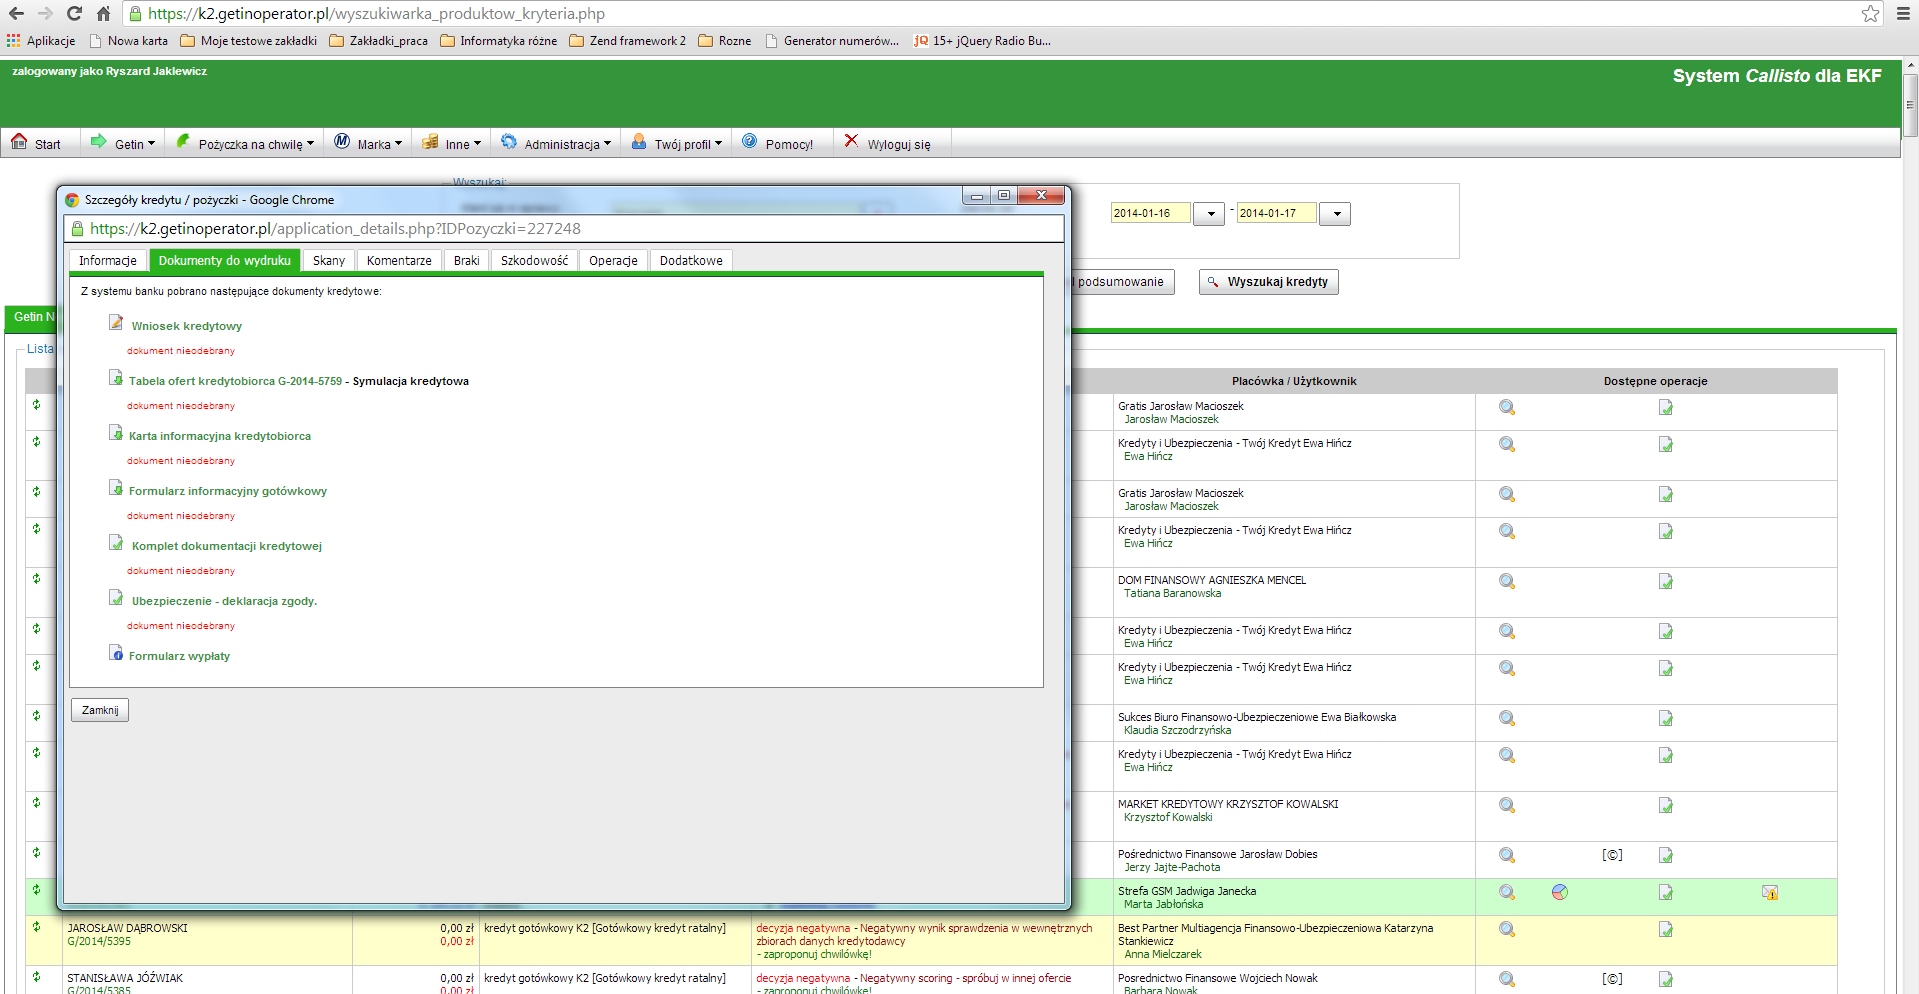 https://k2.getinoperator.pl/wyszukiwarka_produktow_kryteria.php
Aplikacje Nowa karta Moje testowe zakładki Zakładki_praca Informatyka różne Zend framework 2 Rozne Generator numerów... jQ 15+ jQuery Radio Bu...
zalogowany jako Ryszard Jaklewicz
System Callisto dla EKF
Start Getin Pożyczka na chwilę Marka Inne Administracja Twój profil Pomocy! Wyloguj się
Wyszukaj:
2014-01-16 - 2014-01-17
podsumowanie Wyszukaj kredyty
Getin N
Lista
Szczegóły kredytu / pożyczki - Google Chrome
https://k2.getinoperator.pl/application_details.php?IDPozyczki=227248
Informacje Dokumenty do wydruku Skany Komentarze Braki Szkodowość Operacje Dodatkowe
Z systemu banku pobrano następujące dokumenty kredytowe:
Wniosek kredytowy
dokument nieodebrany
Tabela ofert kredytobiorca G-2014-5759 - Symulacja kredytowa
dokument nieodebrany
Karta informacyjna kredytobiorca
dokument nieodebrany
Formularz informacyjny gotówkowy
dokument nieodebrany
Komplet dokumentacji kredytowej
dokument nieodebrany
Ubezpieczenie - deklaracja zgody.
dokument nieodebrany
Formularz wypłaty
Zamknij
Placówka / Użytkownik Dostępne operacje
Gratis Jarosław Macioszek
Jarosław Macioszek
Kredyty i Ubezpieczenia - Twój Kredyt Ewa Hińcz
Ewa Hińcz
Gratis Jarosław Macioszek
Jarosław Macioszek
Kredyty i Ubezpieczenia - Twój Kredyt Ewa Hińcz
Ewa Hińcz
DOM FINANSOWY AGNIESZKA MENCEL
Tatiana Baranowska
Kredyty i Ubezpieczenia - Twój Kredyt Ewa Hińcz
Ewa Hińcz
Kredyty i Ubezpieczenia - Twój Kredyt Ewa Hińcz
Ewa Hińcz
Sukces Biuro Finansowo-Ubezpieczeniowe Ewa Białkowska
Klaudia Szczodrzyńska
Kredyty i Ubezpieczenia - Twój Kredyt Ewa Hińcz
Ewa Hińcz
MARKET KREDYTOWY KRZYSZTOF KOWALSKI
Krzysztof Kowalski
Pośrednictwo Finansowe Jarosław Dobies [©]
Jerzy Jajte-Pachota
Strefa GSM Jadwiga Janecka
Marta Jabłońska
JAROSŁAW DĄBROWSKI 0,00 zł kredyt gotówkowy K2 [Gotówkowy kredyt ratalny] decyzja negatywna - Negatywny wynik sprawdzenia w wewnętrznych Best Partner Multiagencja Finansowo-Ubezpieczeniowa Katarzyna
G/2014/5395 0,00 zł zbiorach danych kredytodawcy Stankiewicz
- zaproponuj chwilówkę! Anna Mielczarek
STANISŁAWA JÓŹWIAK 0,00 zł kredyt gotówkowy K2 [Gotówkowy kredyt ratalny] decyzja negatywna - Negatywny scoring - spróbuj w innej ofercie Posrednictwo Finansowe Wojciech Nowak [©]
G/2014/5385 0,00 zł - zaproponuj chwilówkę! Barbara Nowak